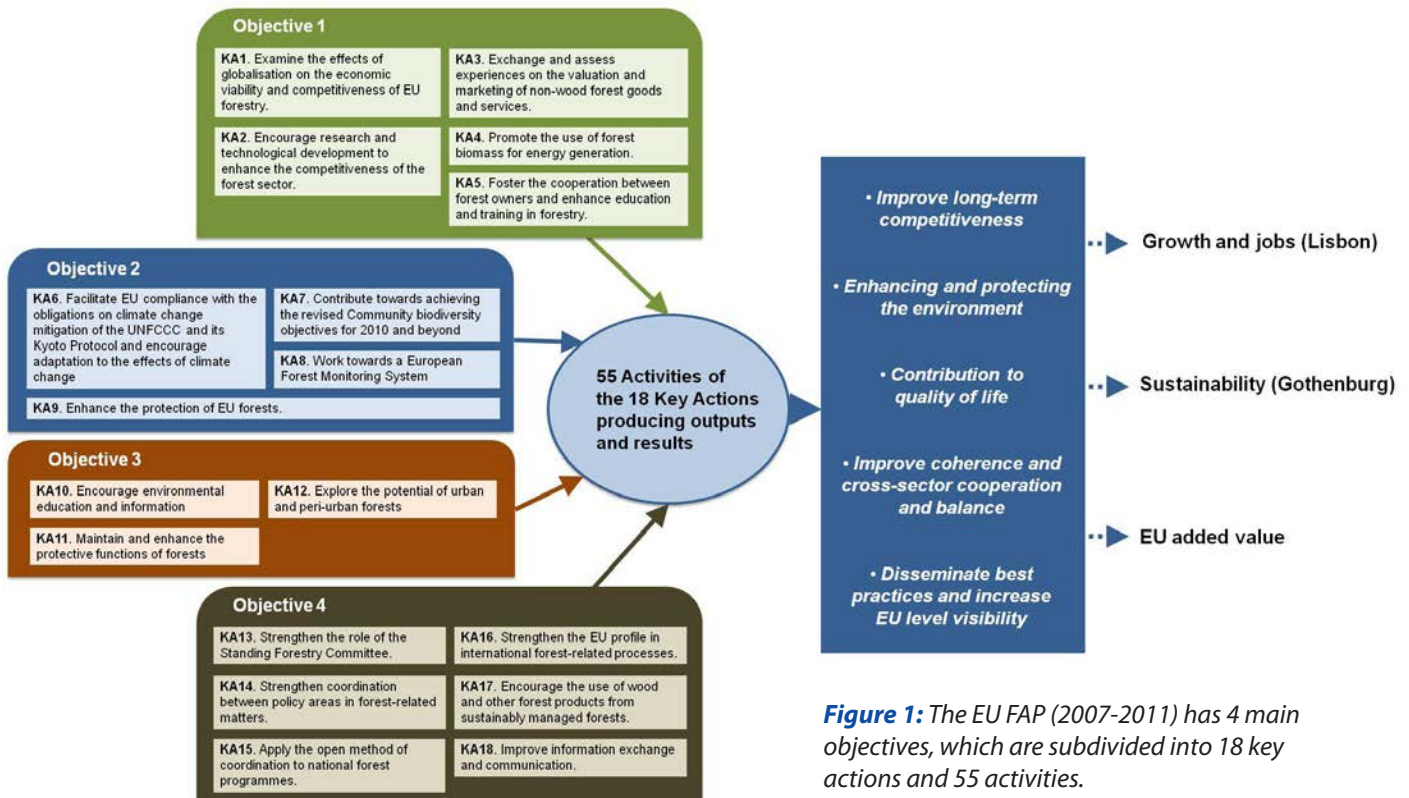 Objective 1
KA1. Examine the effects of
globalisation on the economic
viability and competitiveness of EU
forestry.
KA2. Encourage research and
technological development to
enhance the competitiveness of the
forest sector.
KA3. Exchange and assess
experiences on the valuation and
marketing of non-wood forest goods
and services.
KA4. Promote the use of forest
biomass for energy generation.
KA5. Foster the cooperation between
forest owners and enhance education
and training in forestry.
Objective 2
KA6. Facilitate EU compliance with the
obligations on climate change
mitigation of the UNFCCC and its
Kyoto Protocol and encourage
adaptation to the effects of climate
change
KA7. Contribute towards achieving
the revised Community biodiversity
objectives for 2010 and beyond
KA8. Work towards a European
Forest Monitoring System
KA9. Enhance the protection of EU forests.
Objective 3
KA10. Encourage environmental
education and information
KA11. Maintain and enhance the
protective functions of forests
KA12. Explore the potential of urban
and peri-urban forests
Objective 4
KA13. Strengthen the role of the
Standing Forestry Committee.
KA14. Strengthen coordination
between policy areas in forest-related
matters.
KA15. Apply the open method of
coordination to national forest
programmes.
KA16. Strengthen the EU profile in
international forest-related processes.
KA17. Encourage the use of wood
and other forest products from
sustainably managed forests.
KA18. Improve information exchange
and communication.
55 Activities of
the 18 Key Actions
producing outputs
and results
• Improve long-term
competitiveness
• Enhancing and protecting
the environment
• Contribution to
quality of life
• Improve coherence and
cross-sector cooperation
and balance
• Disseminate best
practices and increase
EU level visibility
Growth and jobs (Lisbon)
Sustainability (Gothenburg)
EU added value
Figure 1: The EU FAP (2007-2011) has 4 main
objectives, which are subdivided into 18 key
actions and 55 activities.